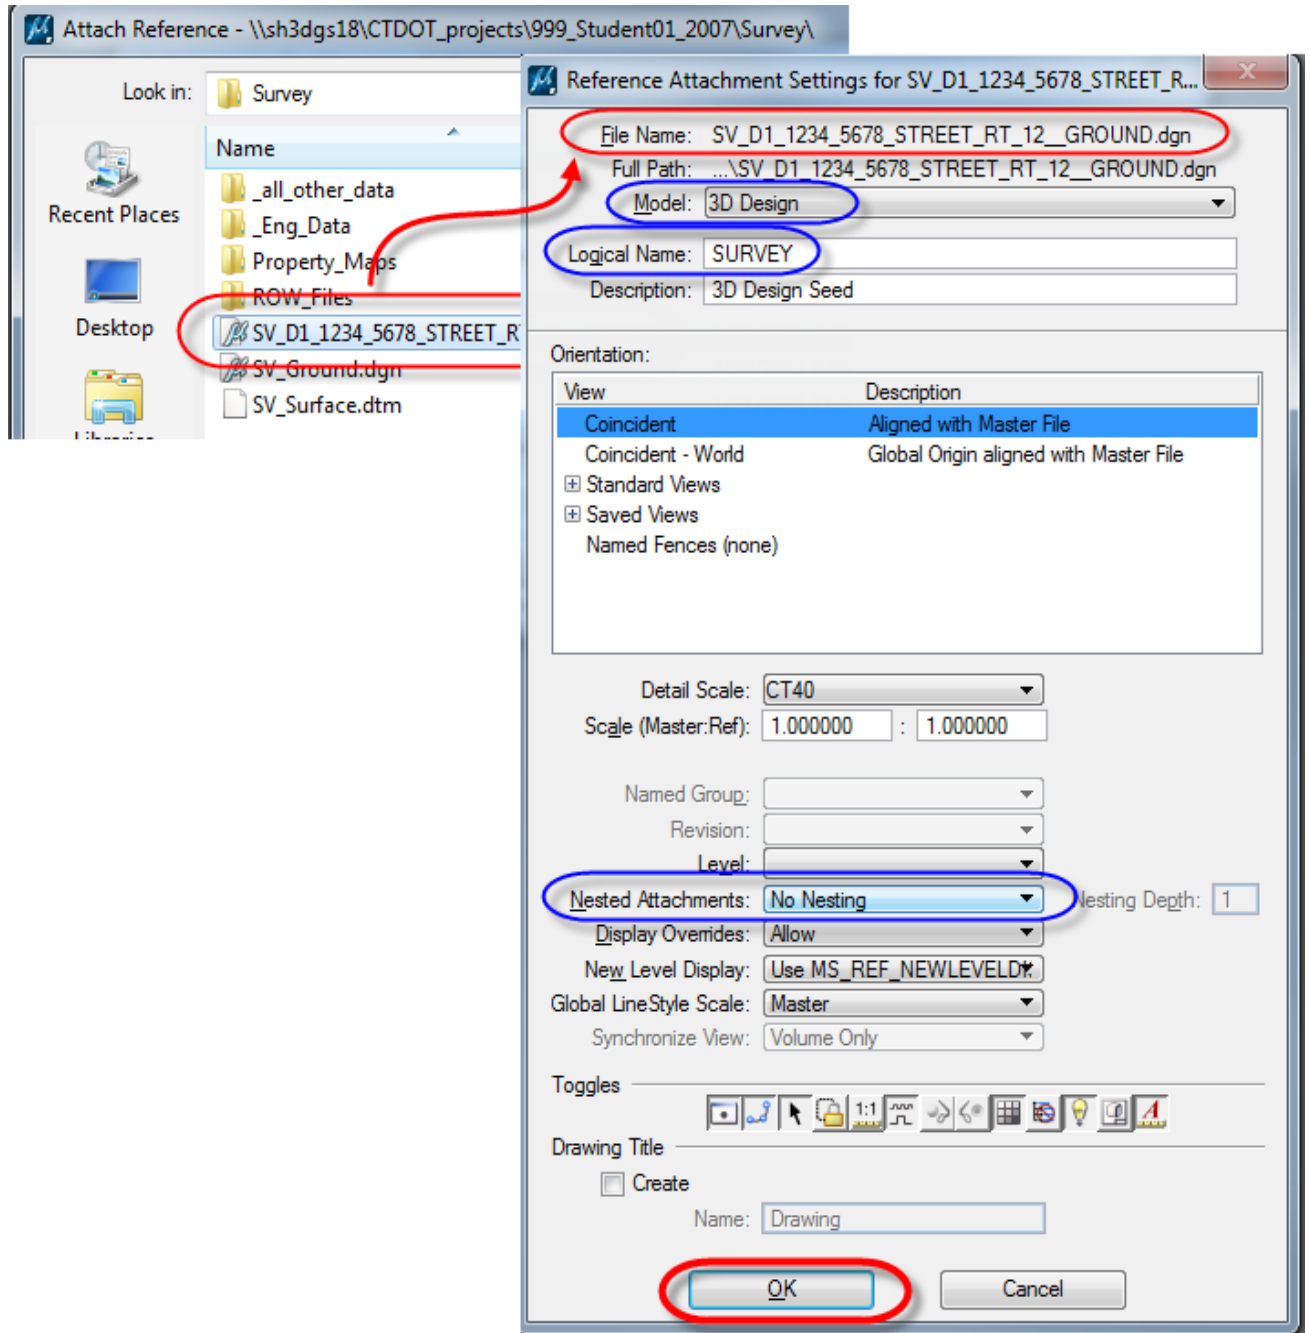 Attach Reference - \\sh3dgs18\CTDOT_projects\999_Student01_2007\Survey\
Look in: Survey
Name
Recent Places
Desktop
_all_other_data
_Eng_Data
Property_Maps
ROW_Files
SV_D1_1234_5678_STREET_R
SV_Ground.dgn
SV_Surface.dtm
Libraries
Reference Attachment Settings for SV_D1_1234_5678_STREET_R...
File Name: SV_D1_1234_5678_STREET_RT_12__GROUND.dgn
Full Path: ...\SV_D1_1234_5678_STREET_RT_12__GROUND.dgn
Model: 3D Design
Logical Name: SURVEY
Description: 3D Design Seed
Orientation:
View Description
Coincident Aligned with Master File
Coincident - World Global Origin aligned with Master File
Standard Views
Saved Views
Named Fences (none)
Detail Scale: CT40
Scale (Master:Ref): 1.000000 : 1.000000
Named Group:
Revision:
Level:
Nested Attachments: No Nesting Nesting Depth: 1
Display Overrides: Allow
New Level Display: Use MS_REF_NEWLEVELDI
Global LineStyle Scale: Master
Synchronize View: Volume Only
Toggles
1:1
Drawing Title
Create
Name: Drawing
OK Cancel